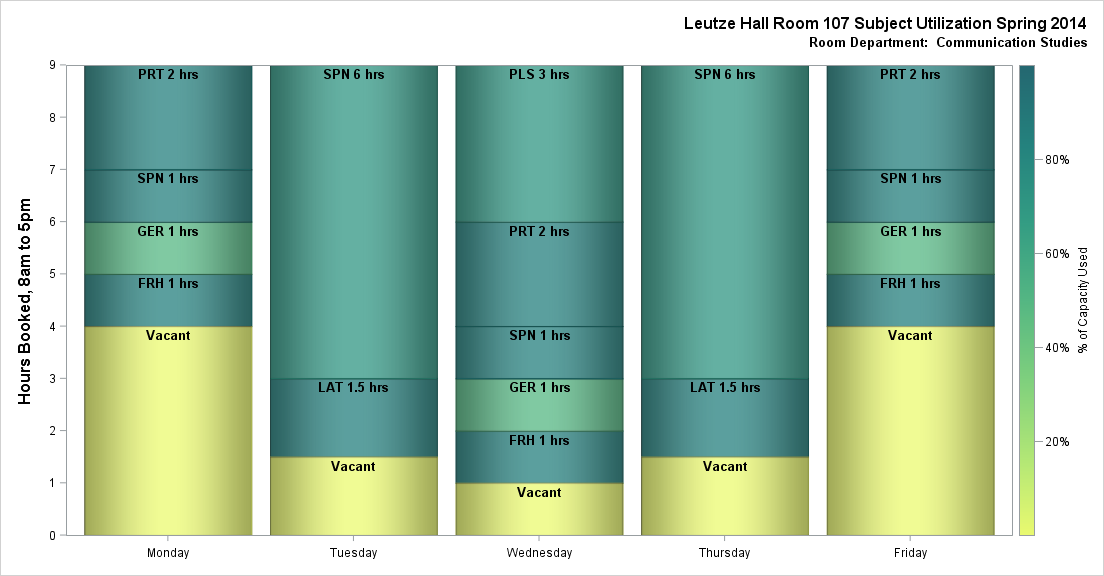 Leutze Hall Room 107 Subject Utilization Spring 2014
Room Department:  Communication Studies
Hours Booked, 8am to 5pm
9
8
7
6
5
4
3
2
1
0
PRT 2 hrs
SPN 1 hrs
GER 1 hrs
FRH 1 hrs
Vacant
SPN 6 hrs
LAT 1.5 hrs
Vacant
PLS 3 hrs
PRT 2 hrs
SPN 1 hrs
GER 1 hrs
FRH 1 hrs
Vacant
SPN 6 hrs
LAT 1.5 hrs
Vacant
PRT 2 hrs
SPN 1 hrs
GER 1 hrs
FRH 1 hrs
Vacant
Monday
Tuesday
Wednesday
Thursday
Friday
80%
60%
40%
20%
% of Capacity Used